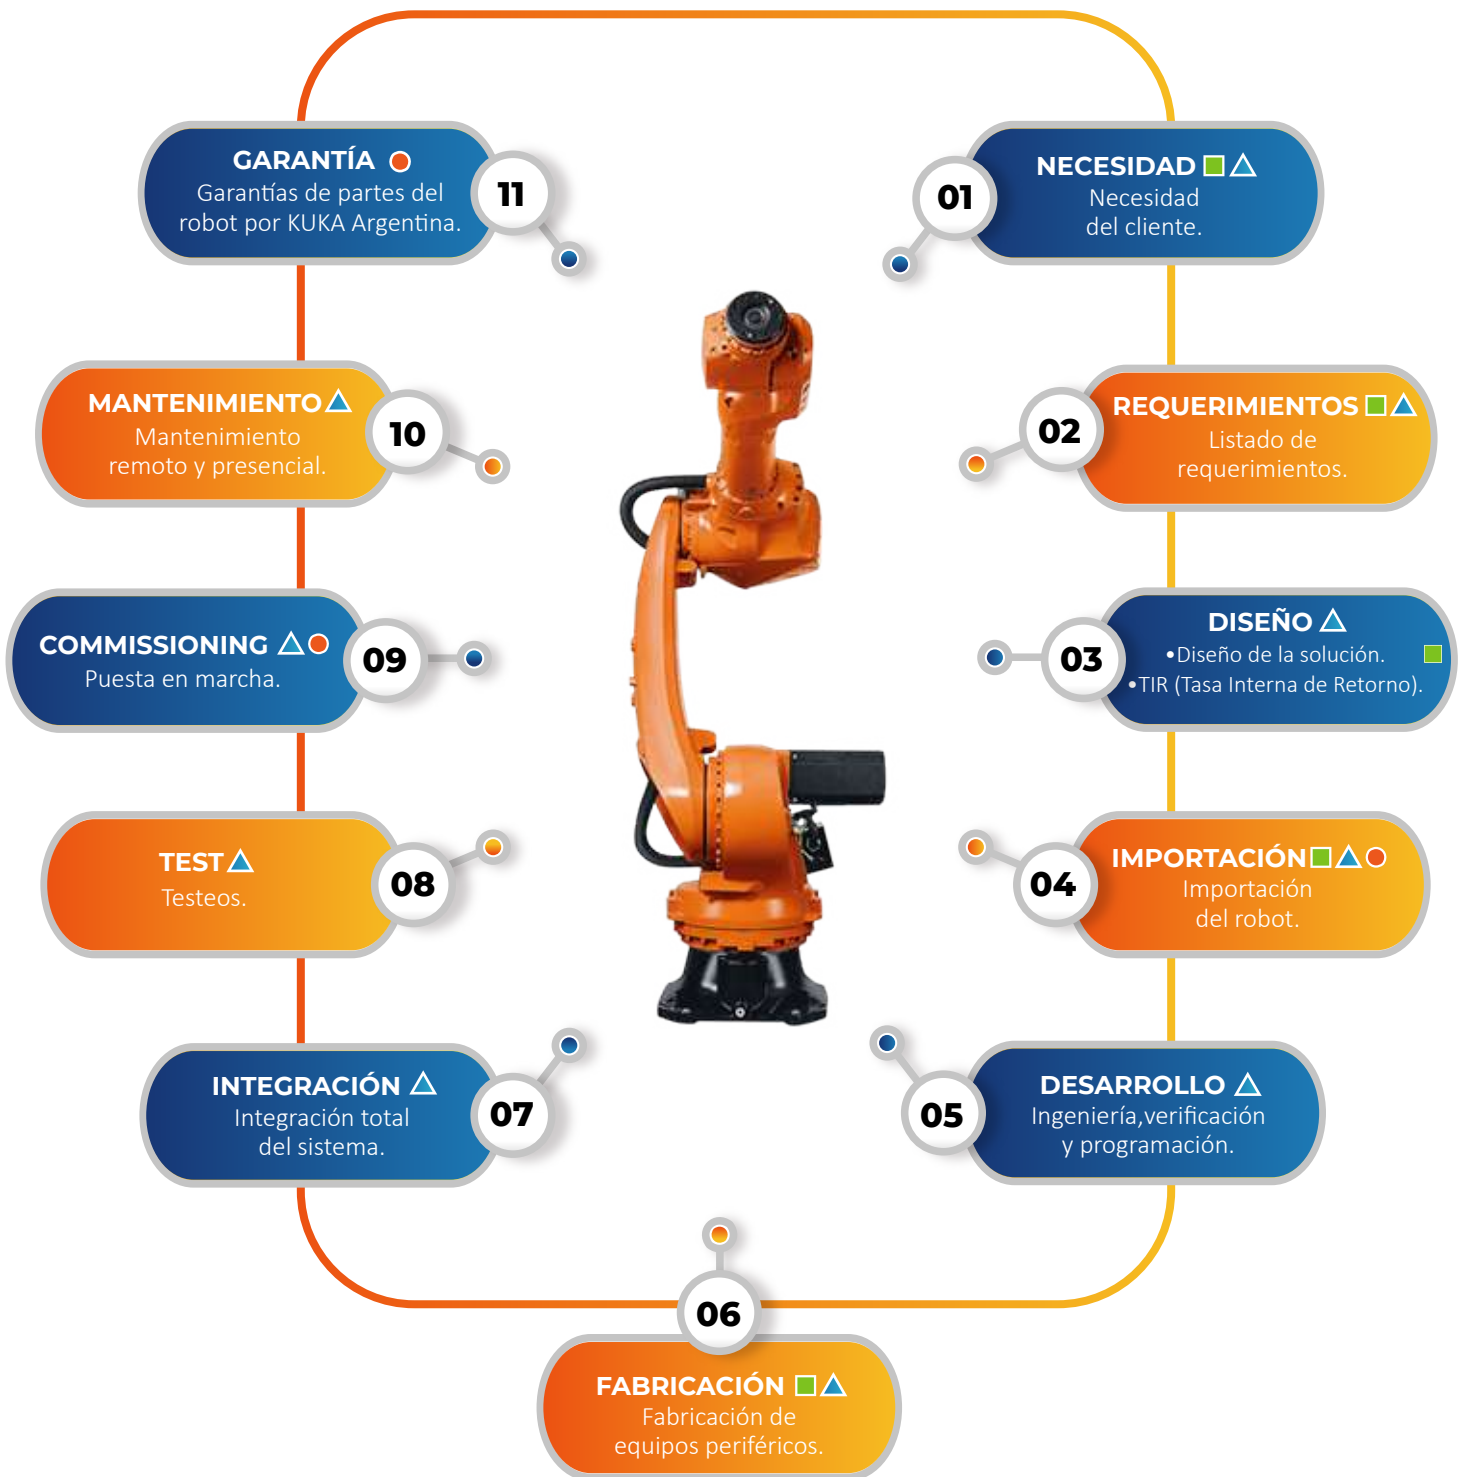 01
NECESIDAD
Necesidad
del cliente.
02
REQUERIMIENTOS
Listado de
requerimientos.
03
DISEÑO
•Diseño de la solución.
•TIR (Tasa Interna de Retorno).
04
IMPORTACIÓN
Importación
del robot.
05
DESARROLLO
Ingeniería,verificación
y programación.
06
FABRICACIÓN
Fabricación de
equipos periféricos.
07
INTEGRACIÓN
Integración total
del sistema.
08
TEST
Testeos.
09
COMMISSIONING
Puesta en marcha.
10
MANTENIMIENTO
Mantenimiento
remoto y presencial.
11
GARANTÍA
Garantías de partes del
robot por KUKA Argentina.